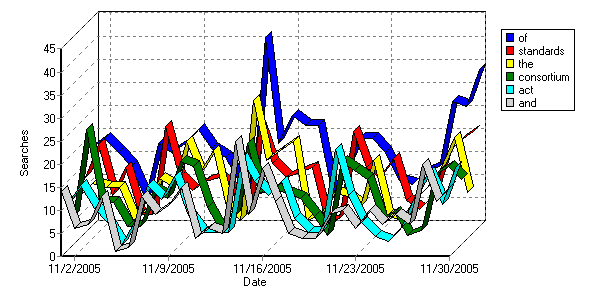 45
40
35
30
25
20
15
10
5
0
Searches
11/2/2005 11/9/2005 11/16/2005 11/23/2005 11/30/2005
Date
of
standards
the
consortium
act
and